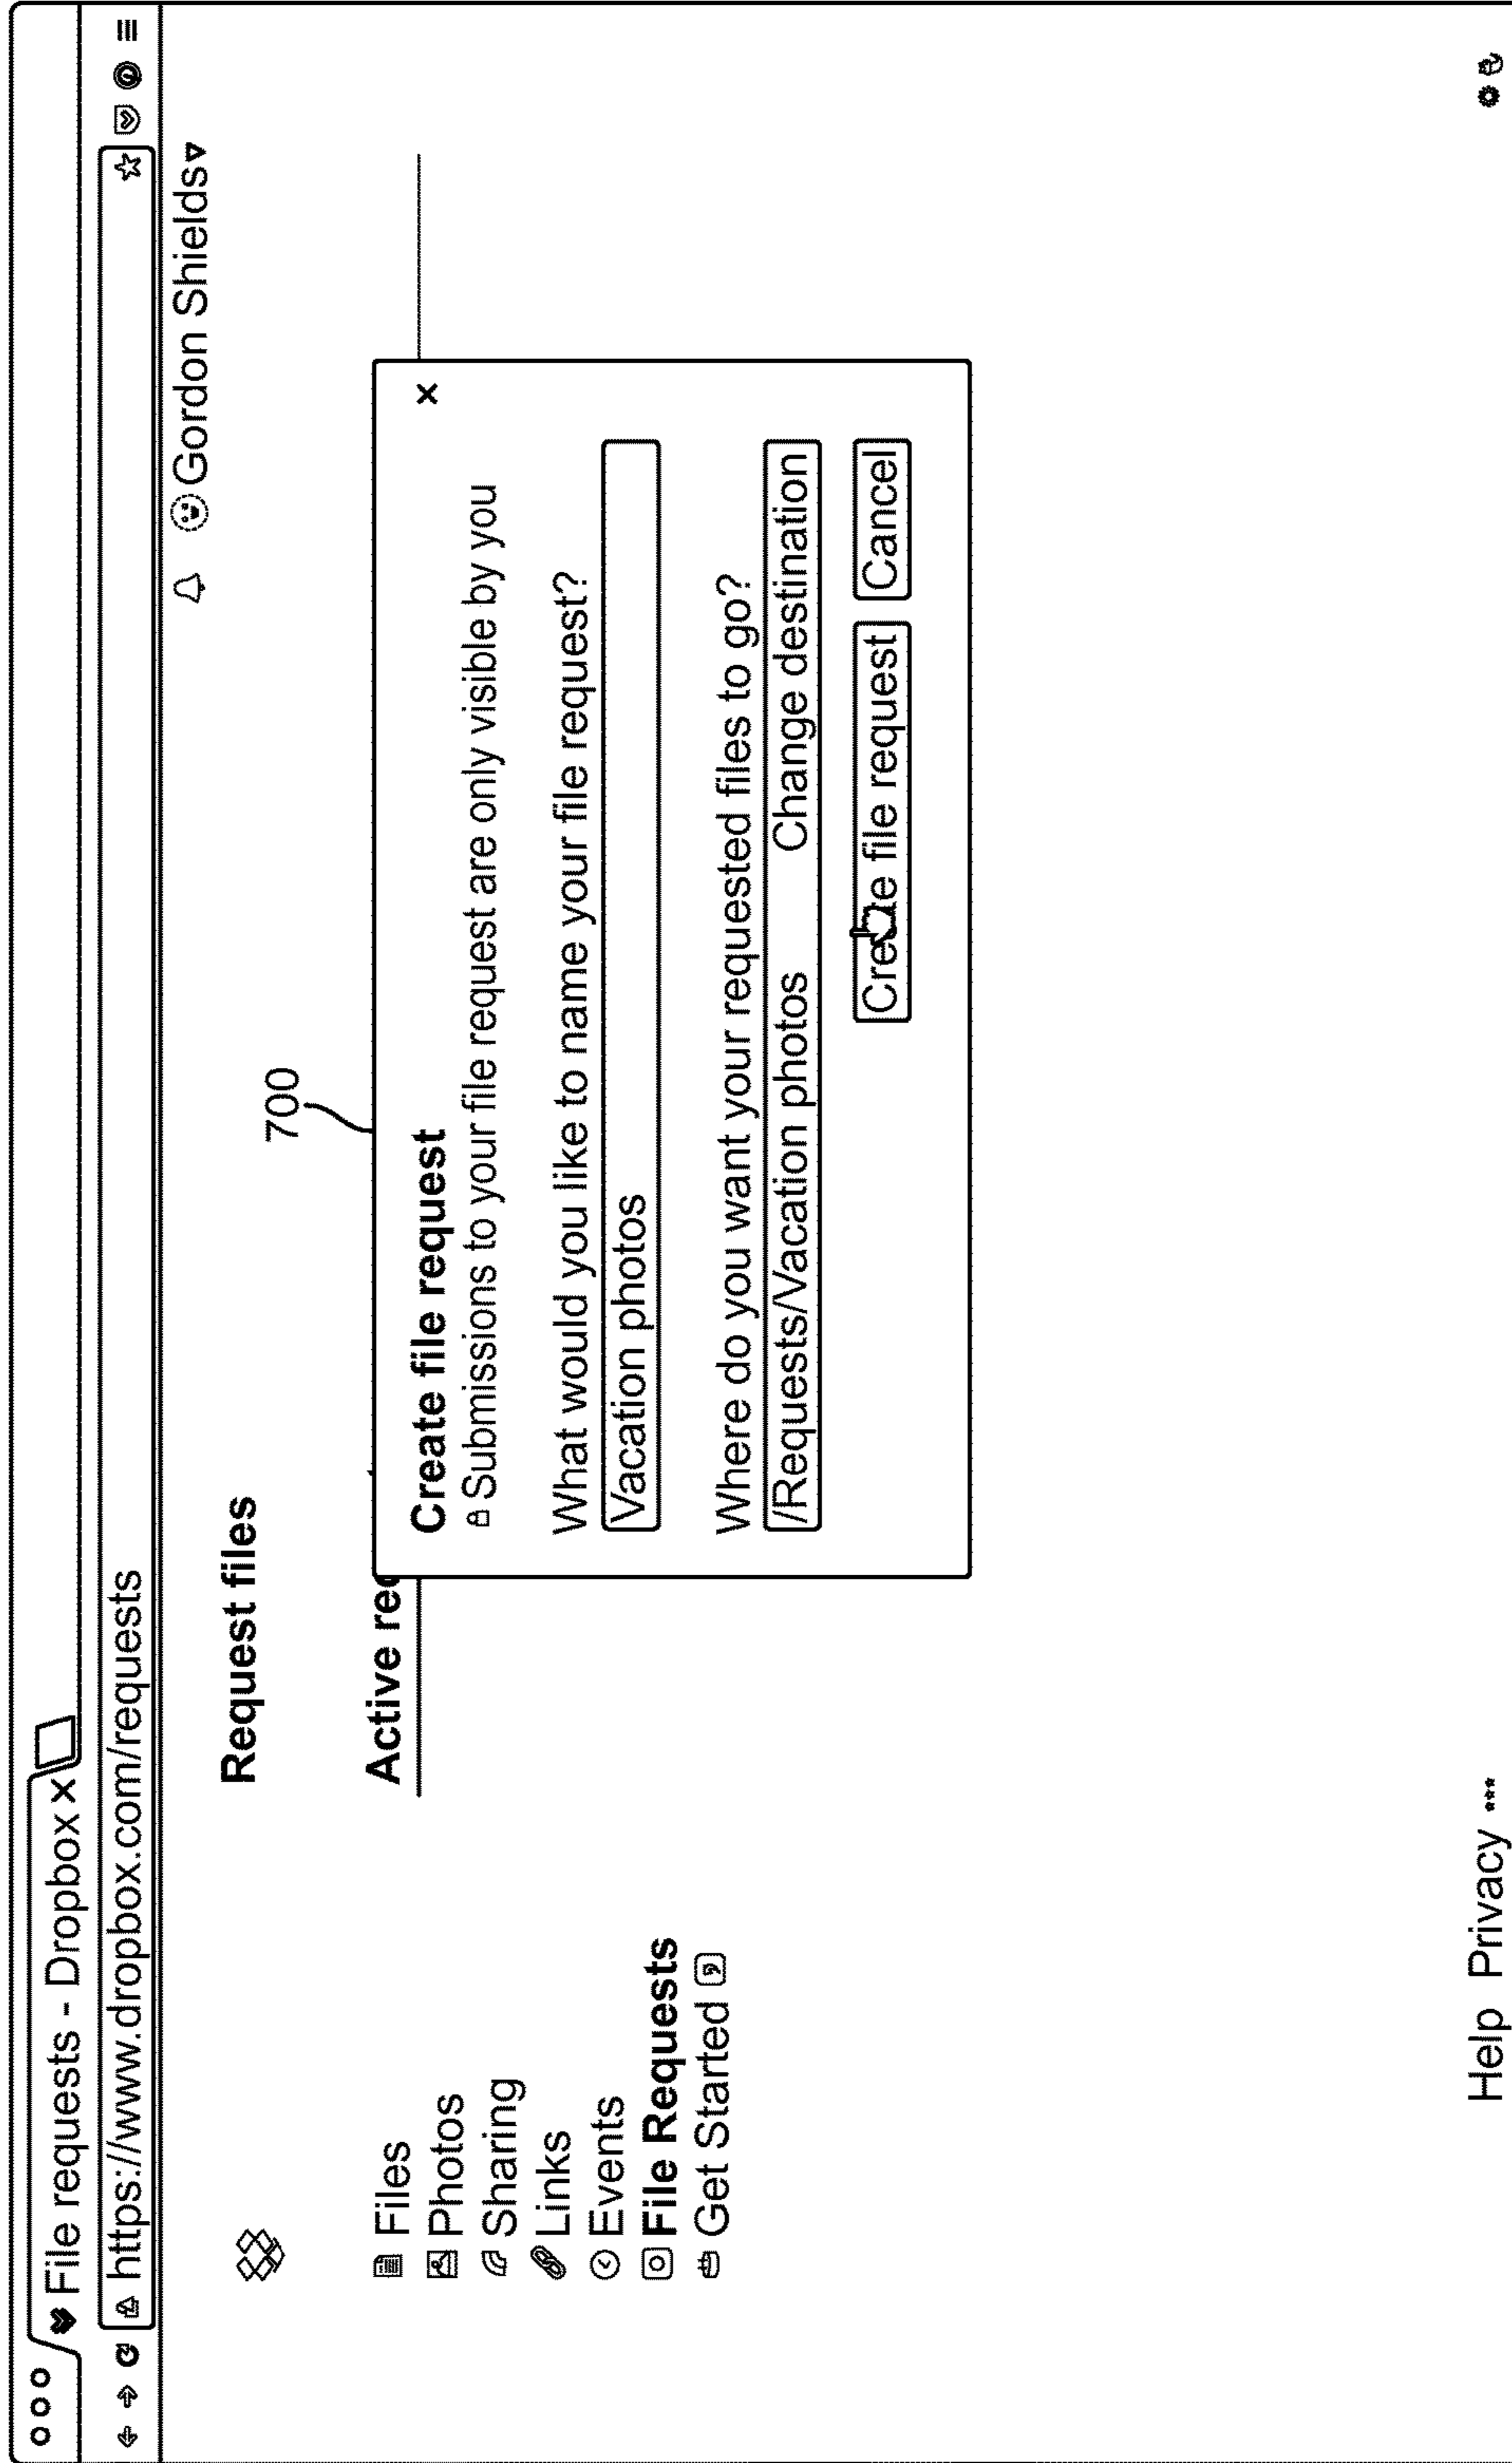 File requests - Dropbox
https://www.dropbox.com/requests
Gordon Shields
Request files
700
Files
Photos
Sharing
Links
Events
File Requests
Get Started
Active req
Create file request
Submissions to your file request are only visible by you
What would you like to name your file request?
Vacation photos
Where do you want your requested files to go?
/Requests/Vacation photos Change destination
Create file request Cancel
Help Privacy ***